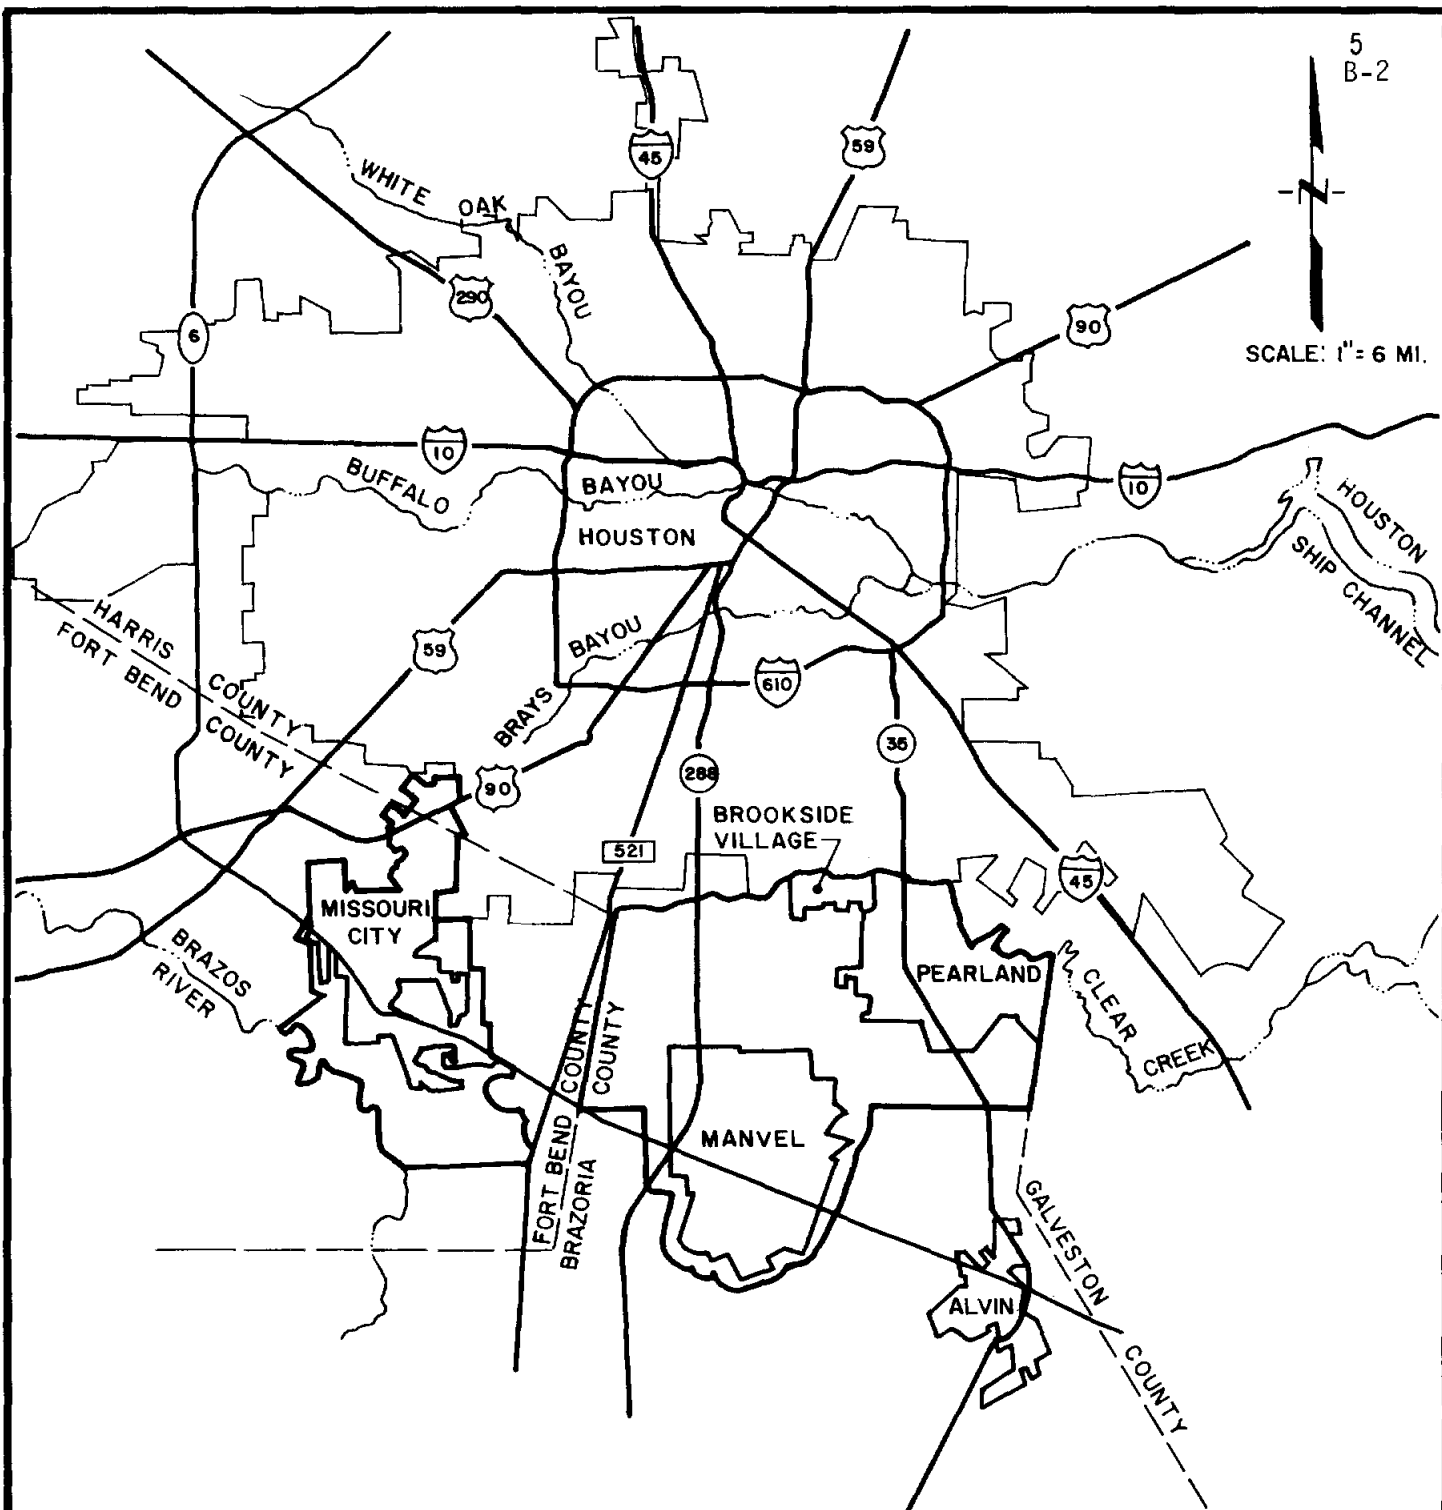 5
B-2
59
45
WHITE
OAK
BAYOU
N
290
90
6
SCALE: 1"= 6 MI.
10
BUFFALO
BAYOU
10
HOUSTON
SHIP CHANNEL
HOUSTON
HARRIS COUNTY
FORT BEND COUNTY
59
BRAYS BAYOU
610
35
288
90
BROOKSIDE
VILLAGE
521
45
MISSOURI
CITY
BRAZOS
RIVER
PEARLAND
CLEAR
CREEK
FORT BEND COUNTY
BRAZORIA COUNTY
MANVEL
GALVESTON COUNTY
ALVIN